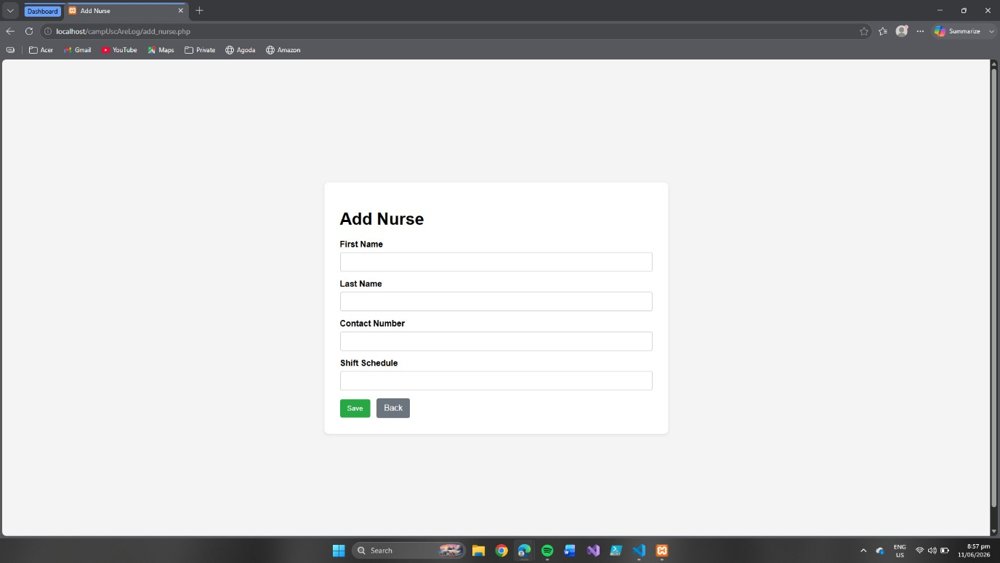 Dashboard
Add Nurse
localhost/campUscAreLog/add_nurse.php
Summarize
Acer
Gmail
YouTube
Maps
Private
Agoda
Amazon
Add Nurse
First Name
Last Name
Contact Number
Shift Schedule
Save
Back
Search
ENG
US
8:57 pm
11/06/2026